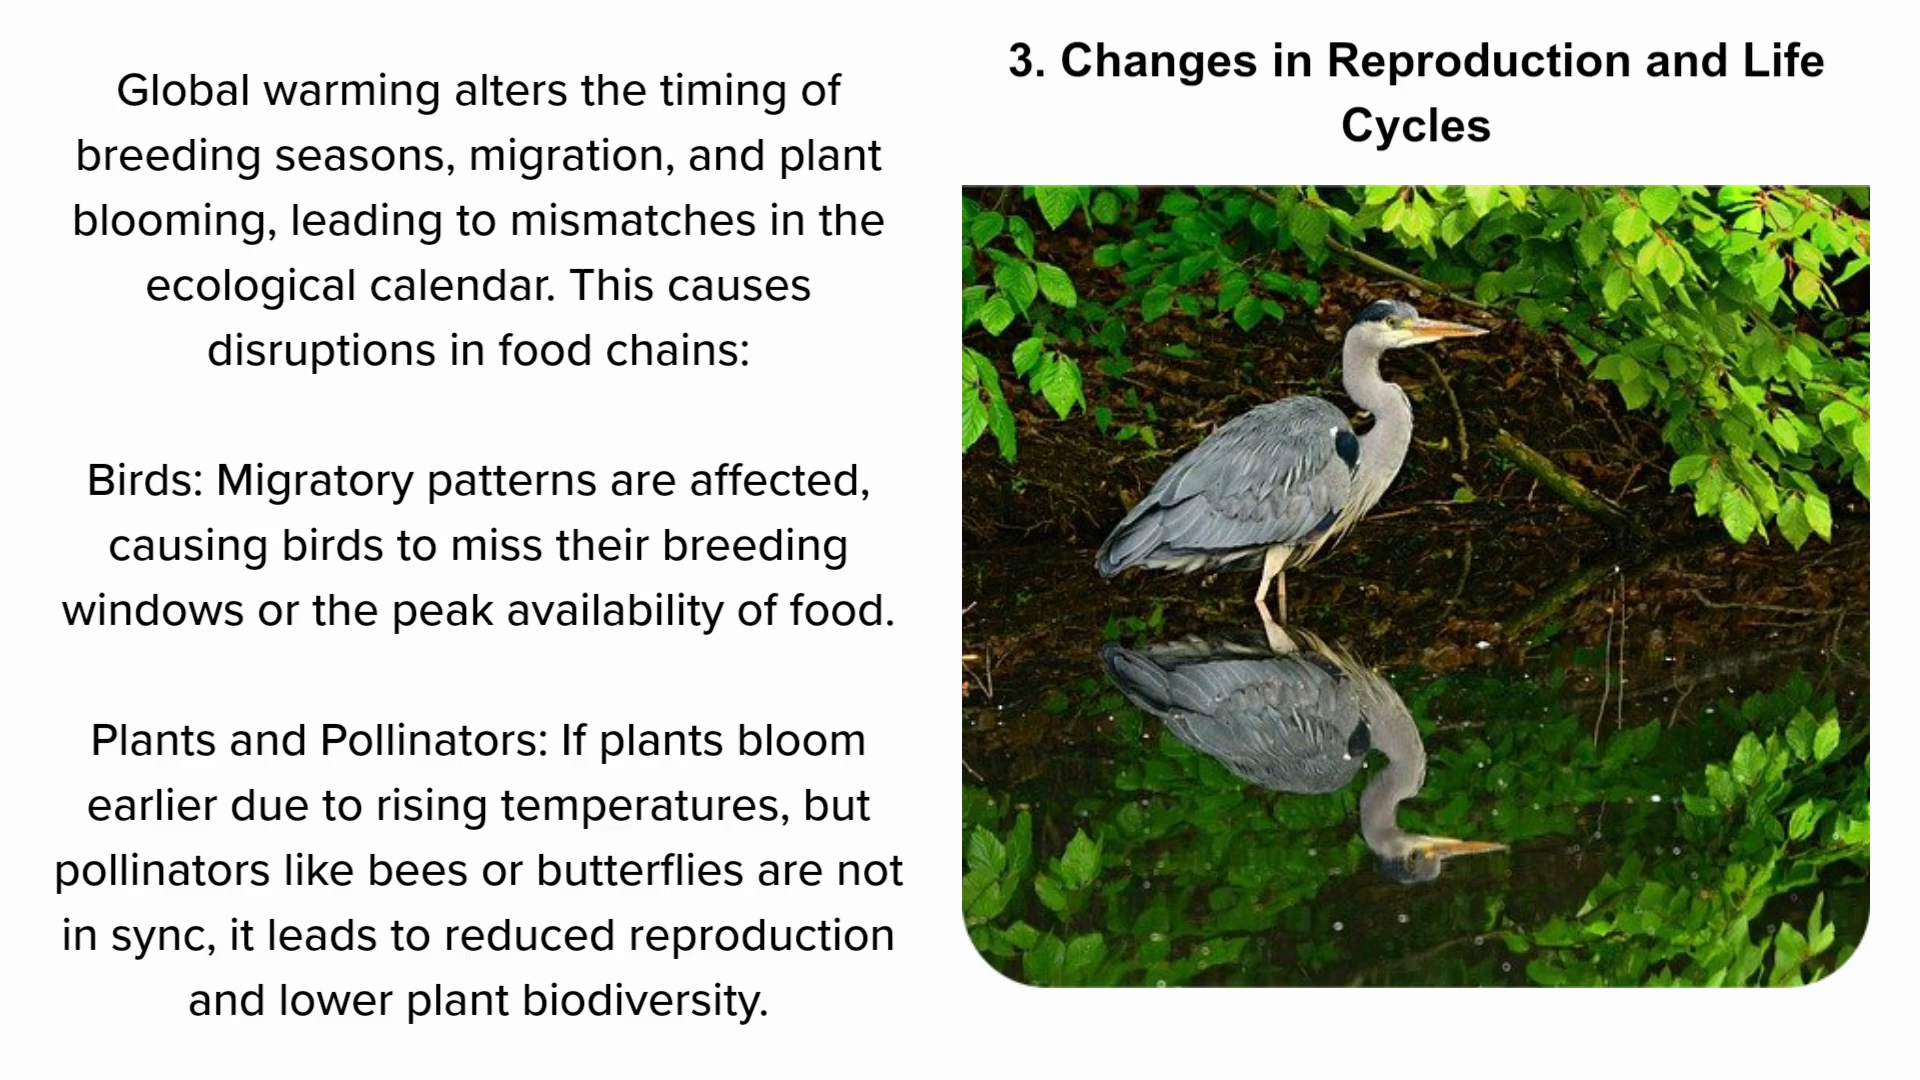 3. Changes in Reproduction and Life
Cycles
Global warming alters the timing of
breeding seasons, migration, and plant
blooming, leading to mismatches in the
ecological calendar. This causes
disruptions in food chains:
Birds: Migratory patterns are affected,
causing birds to miss their breeding
windows or the peak availability of food.
Plants and Pollinators: If plants bloom
earlier due to rising temperatures, but
pollinators like bees or butterflies are not
in sync, it leads to reduced reproduction
and lower plant biodiversity.